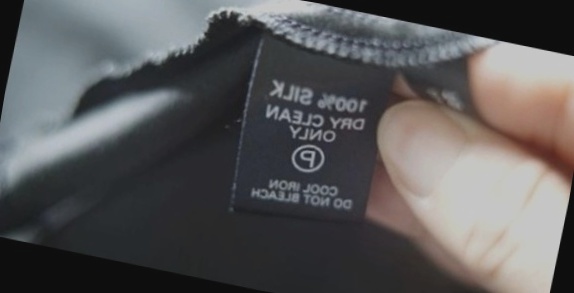 100% SILK
DRY CLEAN
ONLY
P
COOL IRON
DO NOT BLEACH